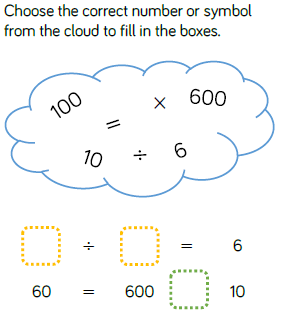 Choose the correct number or symbol
from the cloud to fill in the boxes.
100 = × 600
10 ÷ 6
÷ = 6
60 = 600 10